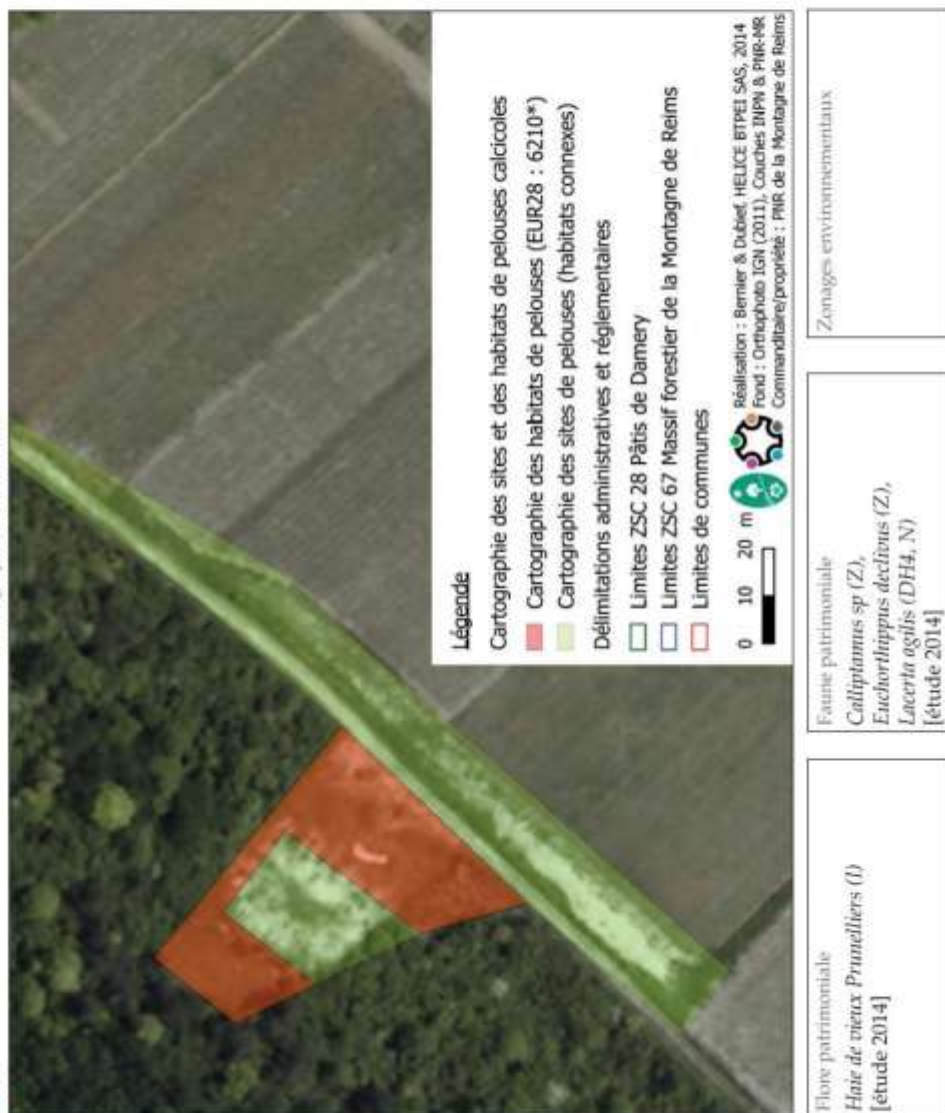 Légende
Cartographie des sites et des habitats de pelouses calcicoles
Cartographie des habitats de pelouses (EUR28 : 6210*)
Cartographie des sites de pelouses (habitats connexes)
Délimitations administratives et réglementaires
Limites ZSC 28 Pâtis de Damery
Limites ZSC 67 Massif forestier de la Montagne de Reims
Limites de communes
0 10 20 m
Réalisation : Bernier & Dubiel, HELICE BTPEI SAS, 2014
Fond : Orthophoto IGN (2011), Couches INPN & PNR-MR
Commanditaire/propriété : PNR de la Montagne de Reims
Flore patrimoniale
Haie de vieux Prunelliers (I)
[étude 2014]
Faune patrimoniale
Calliptamus sp (Z),
Euchorthippus declivus (Z),
Lacerta agilis (DH4, N)
[étude 2014]
Zonages environnementaux